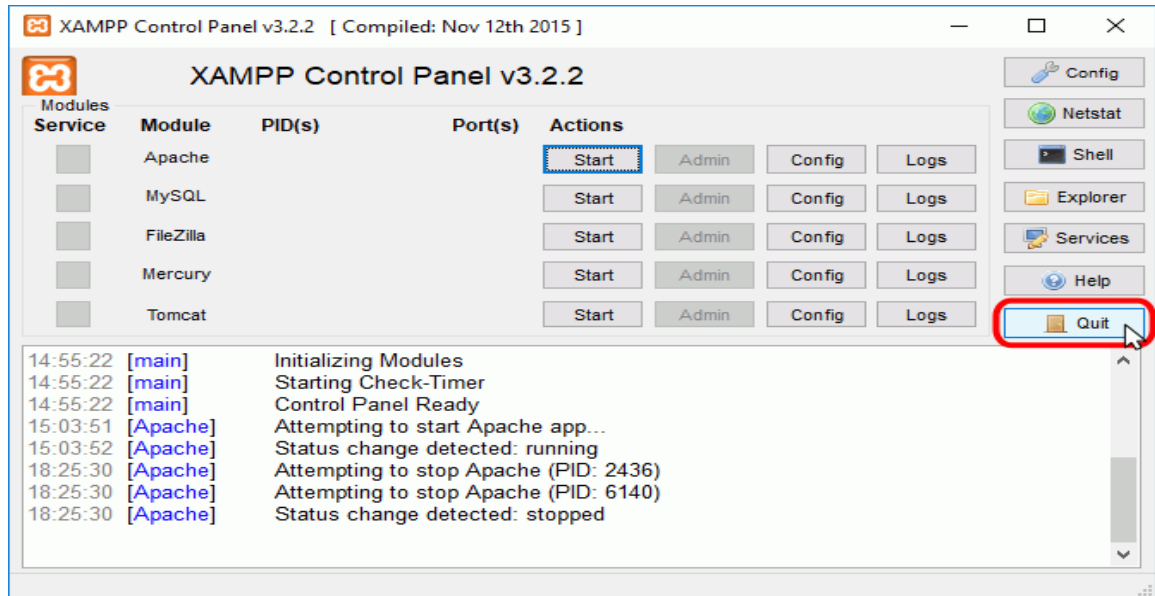 XAMPP Control Panel v3.2.2 [ Compiled: Nov 12th 2015 ]
XAMPP Control Panel v3.2.2
Modules
Service Module PID(s) Port(s) Actions
Apache Start Admin Config Logs
MySQL Start Admin Config Logs
FileZilla Start Admin Config Logs
Mercury Start Admin Config Logs
Tomcat Start Admin Config Logs
Config
Netstat
Shell
Explorer
Services
Help
Quit
14:55:22 [main] Initializing Modules
14:55:22 [main] Starting Check-Timer
14:55:22 [main] Control Panel Ready
15:03:51 [Apache] Attempting to start Apache app...
15:03:52 [Apache] Status change detected: running
18:25:30 [Apache] Attempting to stop Apache (PID: 2436)
18:25:30 [Apache] Attempting to stop Apache (PID: 6140)
18:25:30 [Apache] Status change detected: stopped